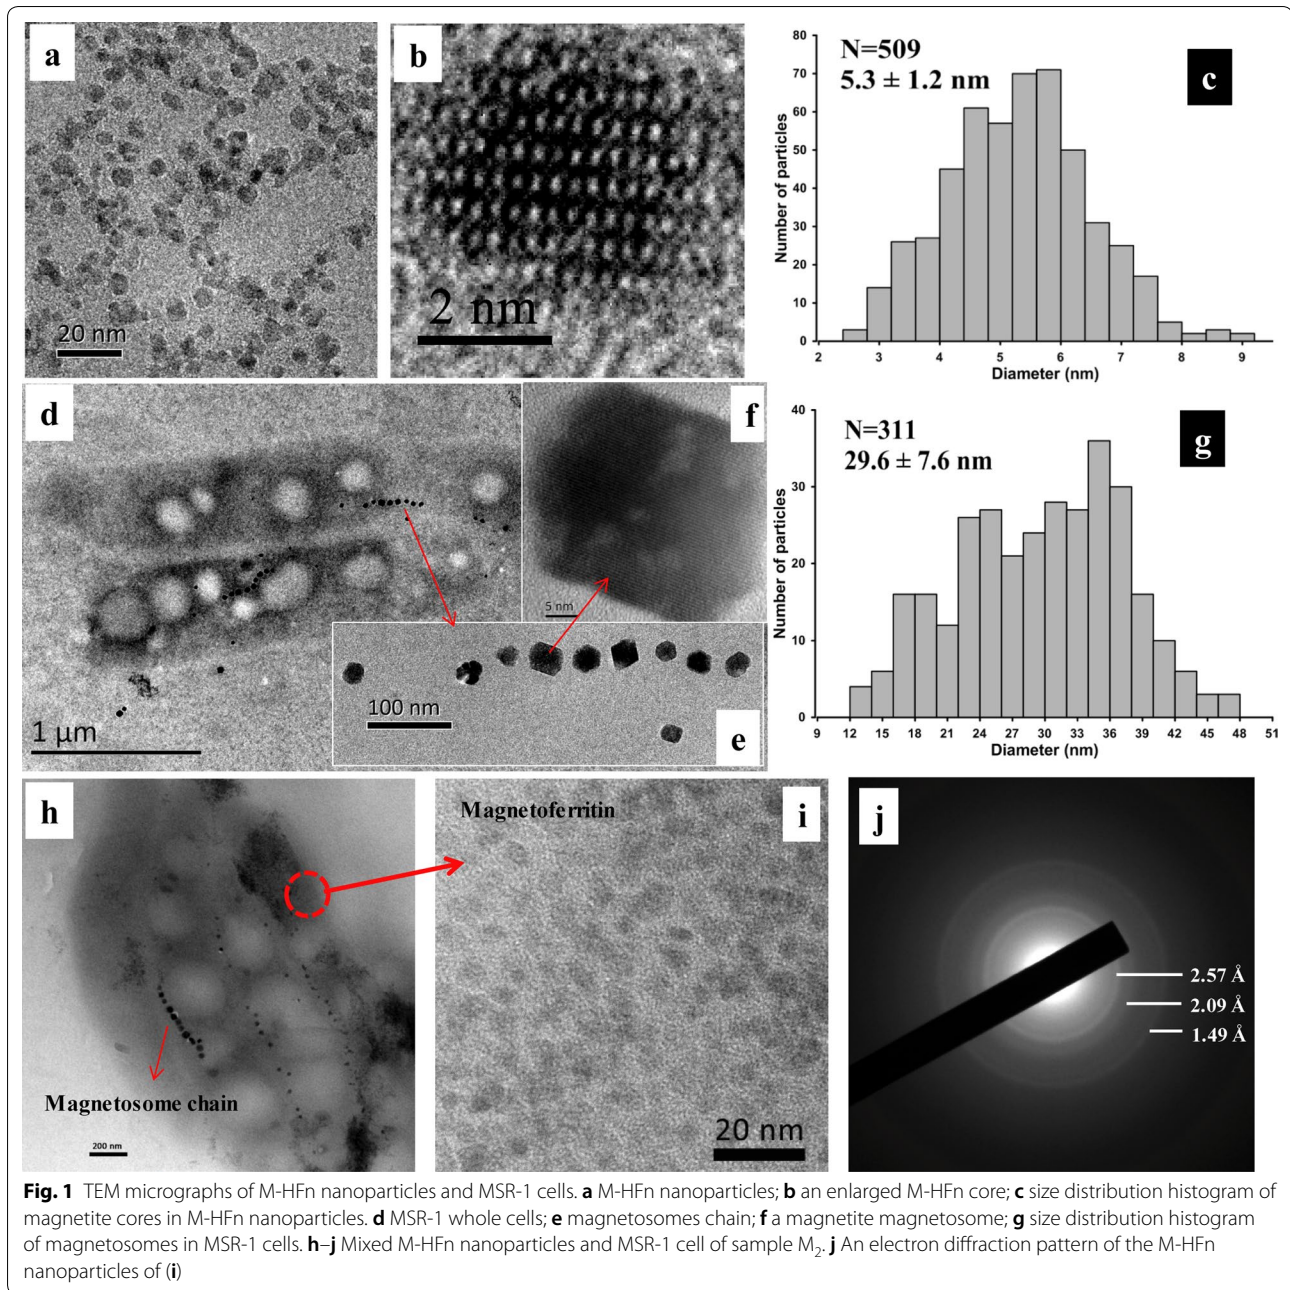 a
20 nm
b
2 nm
N=509
5.3 ± 1.2 nm
c
Number of particles
80
70
60
50
40
30
20
10
0
2 3 4 5 6 7 8 9
Diameter (nm)
d
1 µm
f
5 nm
100 nm
e
N=311
29.6 ± 7.6 nm
g
Number of particles
40
30
20
10
0
9 12 15 18 21 24 27 30 33 36 39 42 45 48 51
Diameter (nm)
h
Magnetosome chain
200 nm
Magnetoferritin
i
20 nm
j
2.57 Å
2.09 Å
1.49 Å
Fig. 1 TEM micrographs of M-HFn nanoparticles and MSR-1 cells. a M-HFn nanoparticles; b an enlarged M-HFn core; c size distribution histogram of
magnetite cores in M-HFn nanoparticles. d MSR-1 whole cells; e magnetosomes chain; f a magnetite magnetosome; g size distribution histogram
of magnetosomes in MSR-1 cells. h–j Mixed M-HFn nanoparticles and MSR-1 cell of sample M₂. j An electron diffraction pattern of the M-HFn
nanoparticles of (i)